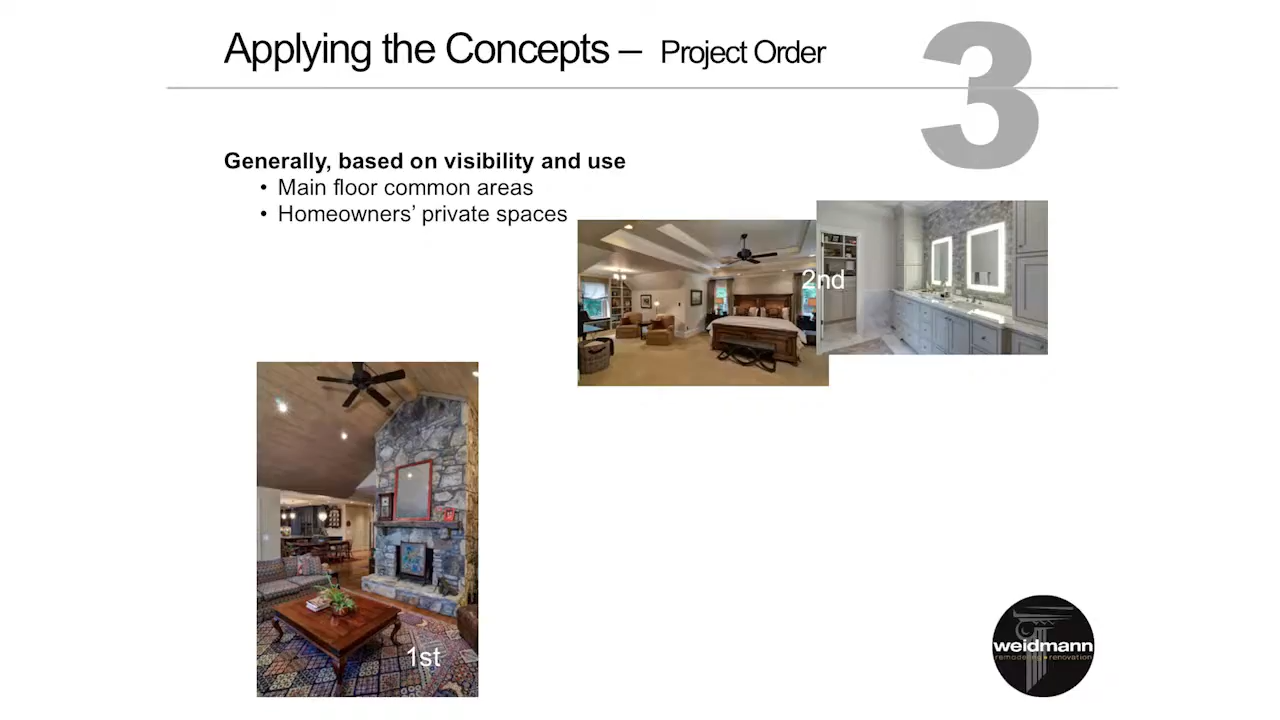 Applying the Concepts – Project Order
3
Generally, based on visibility and use
• Main floor common areas
• Homeowners’ private spaces
2nd
1st
weidmann
remodeling • renovation